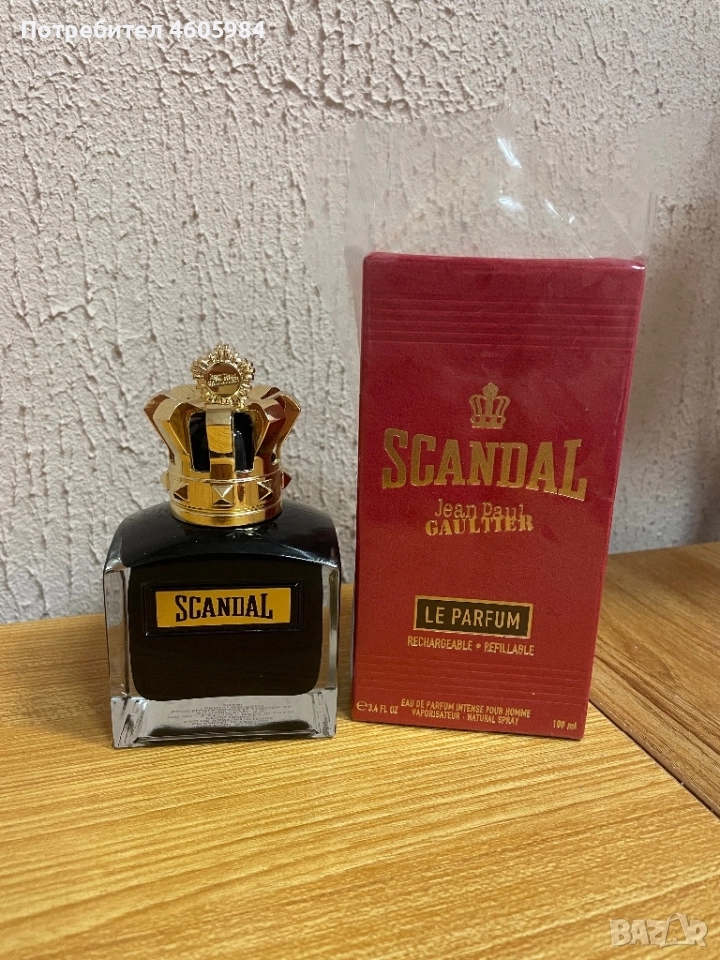 Потребител 4605984
SCANDAL
Jean Paul
GAULTIER
LE PARFUM
RECHARGEABLE • REFILLABLE
℮ 3.4 FL OZ
EAU DE PARFUM INTENSE POUR HOMME
VAPORISATEUR · NATURAL SPRAY
100 ml
SCANDAL
BAZAR